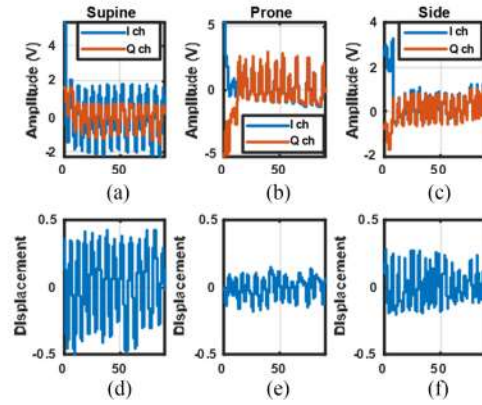 Supine Prone Side
I ch
Q ch
I ch
Q ch
I ch
Q ch
Amplitude (V)
4
2
0
-2
0 50
(a)
Amplitude (V)
5
0
-5
0 50
(b)
Amplitude (V)
4
2
0
-2
0 50
(c)
Displacement
0.5
0
-0.5
0 50
(d)
Displacement
0.5
0
-0.5
0 50
(e)
Displacement
0.5
0
-0.5
0 50
(f)